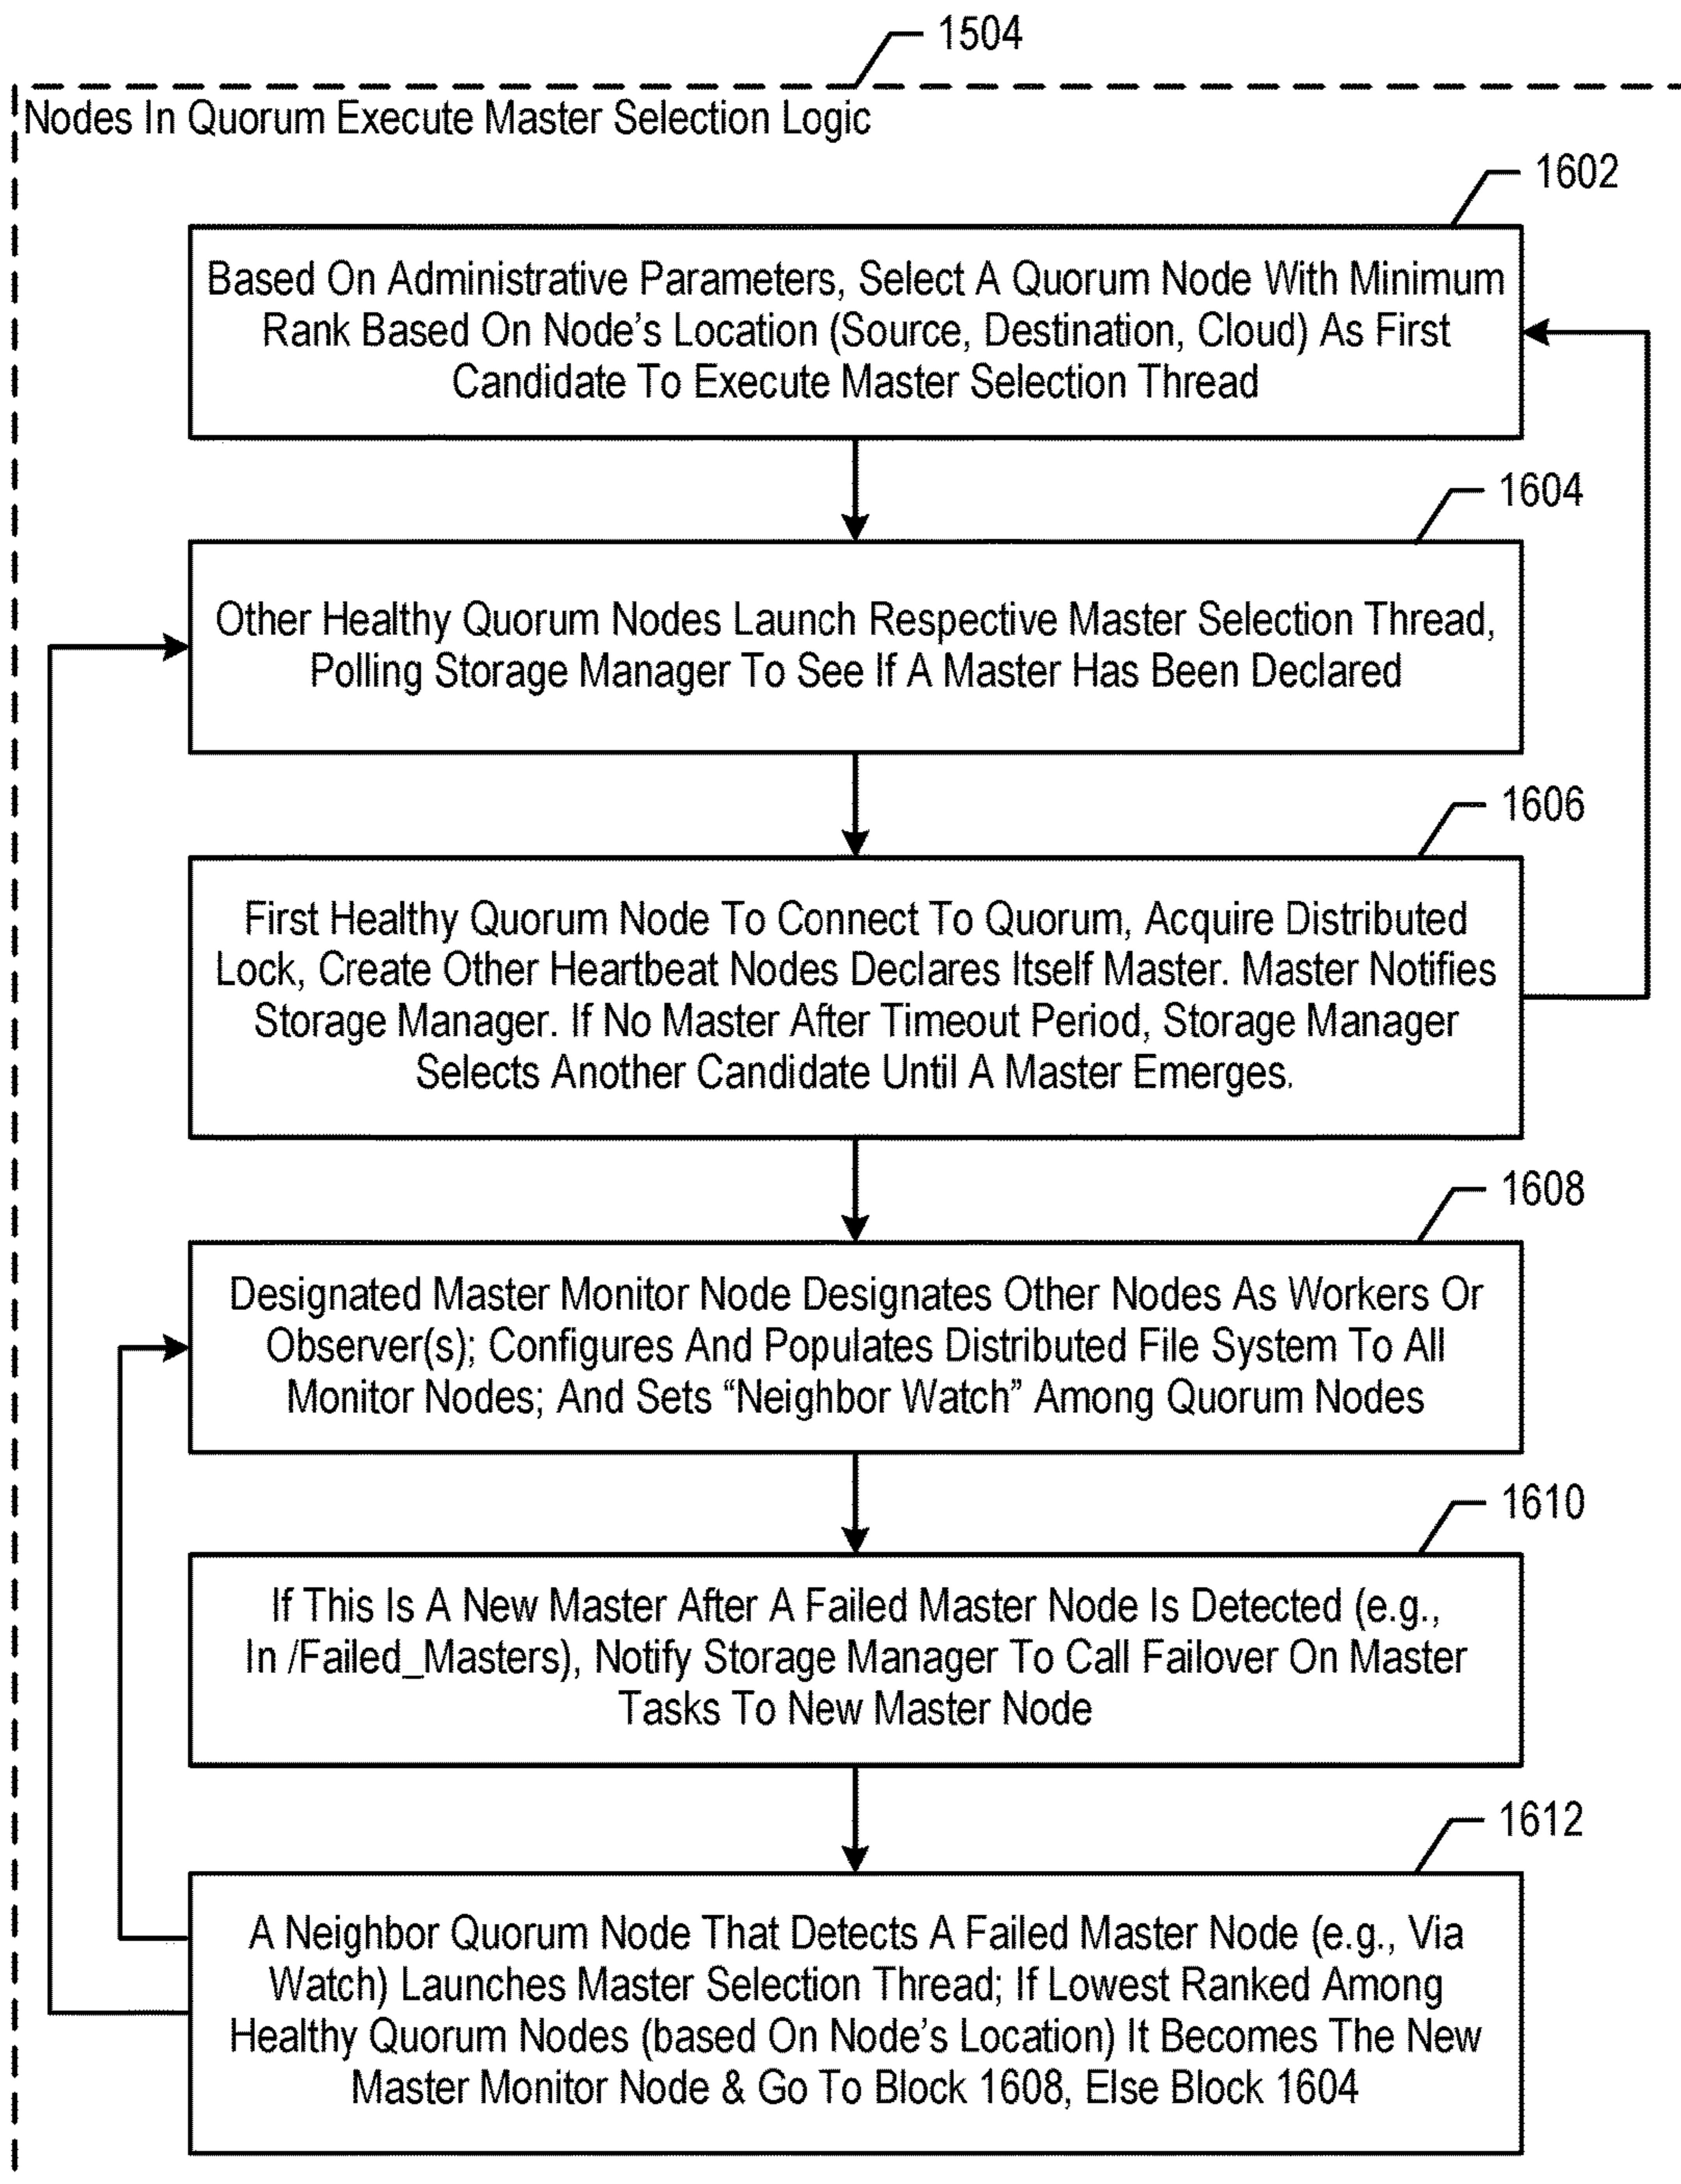 1504
Nodes In Quorum Execute Master Selection Logic
1602
Based On Administrative Parameters, Select A Quorum Node With Minimum
Rank Based On Node's Location (Source, Destination, Cloud) As First
Candidate To Execute Master Selection Thread
1604
Other Healthy Quorum Nodes Launch Respective Master Selection Thread,
Polling Storage Manager To See If A Master Has Been Declared
1606
First Healthy Quorum Node To Connect To Quorum, Acquire Distributed
Lock, Create Other Heartbeat Nodes Declares Itself Master. Master Notifies
Storage Manager. If No Master After Timeout Period, Storage Manager
Selects Another Candidate Until A Master Emerges.
1608
Designated Master Monitor Node Designates Other Nodes As Workers Or
Observer(s); Configures And Populates Distributed File System To All
Monitor Nodes; And Sets “Neighbor Watch” Among Quorum Nodes
1610
If This Is A New Master After A Failed Master Node Is Detected (e.g.,
In /Failed_Masters), Notify Storage Manager To Call Failover On Master
Tasks To New Master Node
1612
A Neighbor Quorum Node That Detects A Failed Master Node (e.g., Via
Watch) Launches Master Selection Thread; If Lowest Ranked Among
Healthy Quorum Nodes (based On Node's Location) It Becomes The New
Master Monitor Node & Go To Block 1608, Else Block 1604